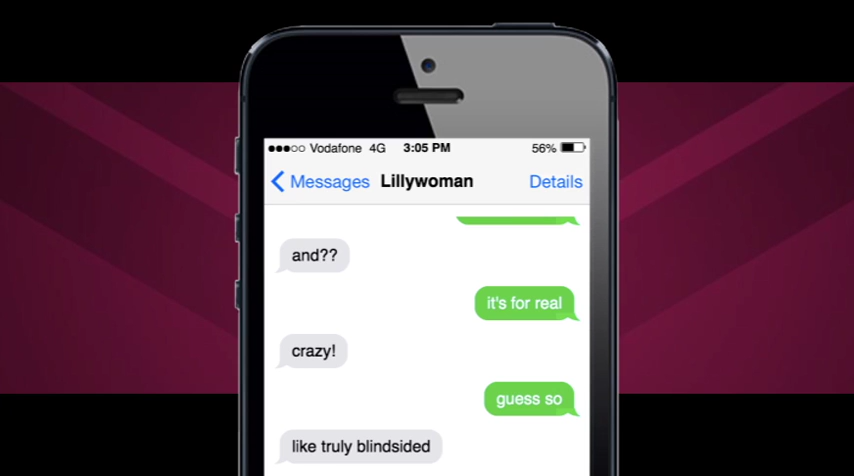 Vodafone 4G 3:05 PM 56%
Messages Lillywoman Details
and??
it's for real
crazy!
guess so
like truly blindsided